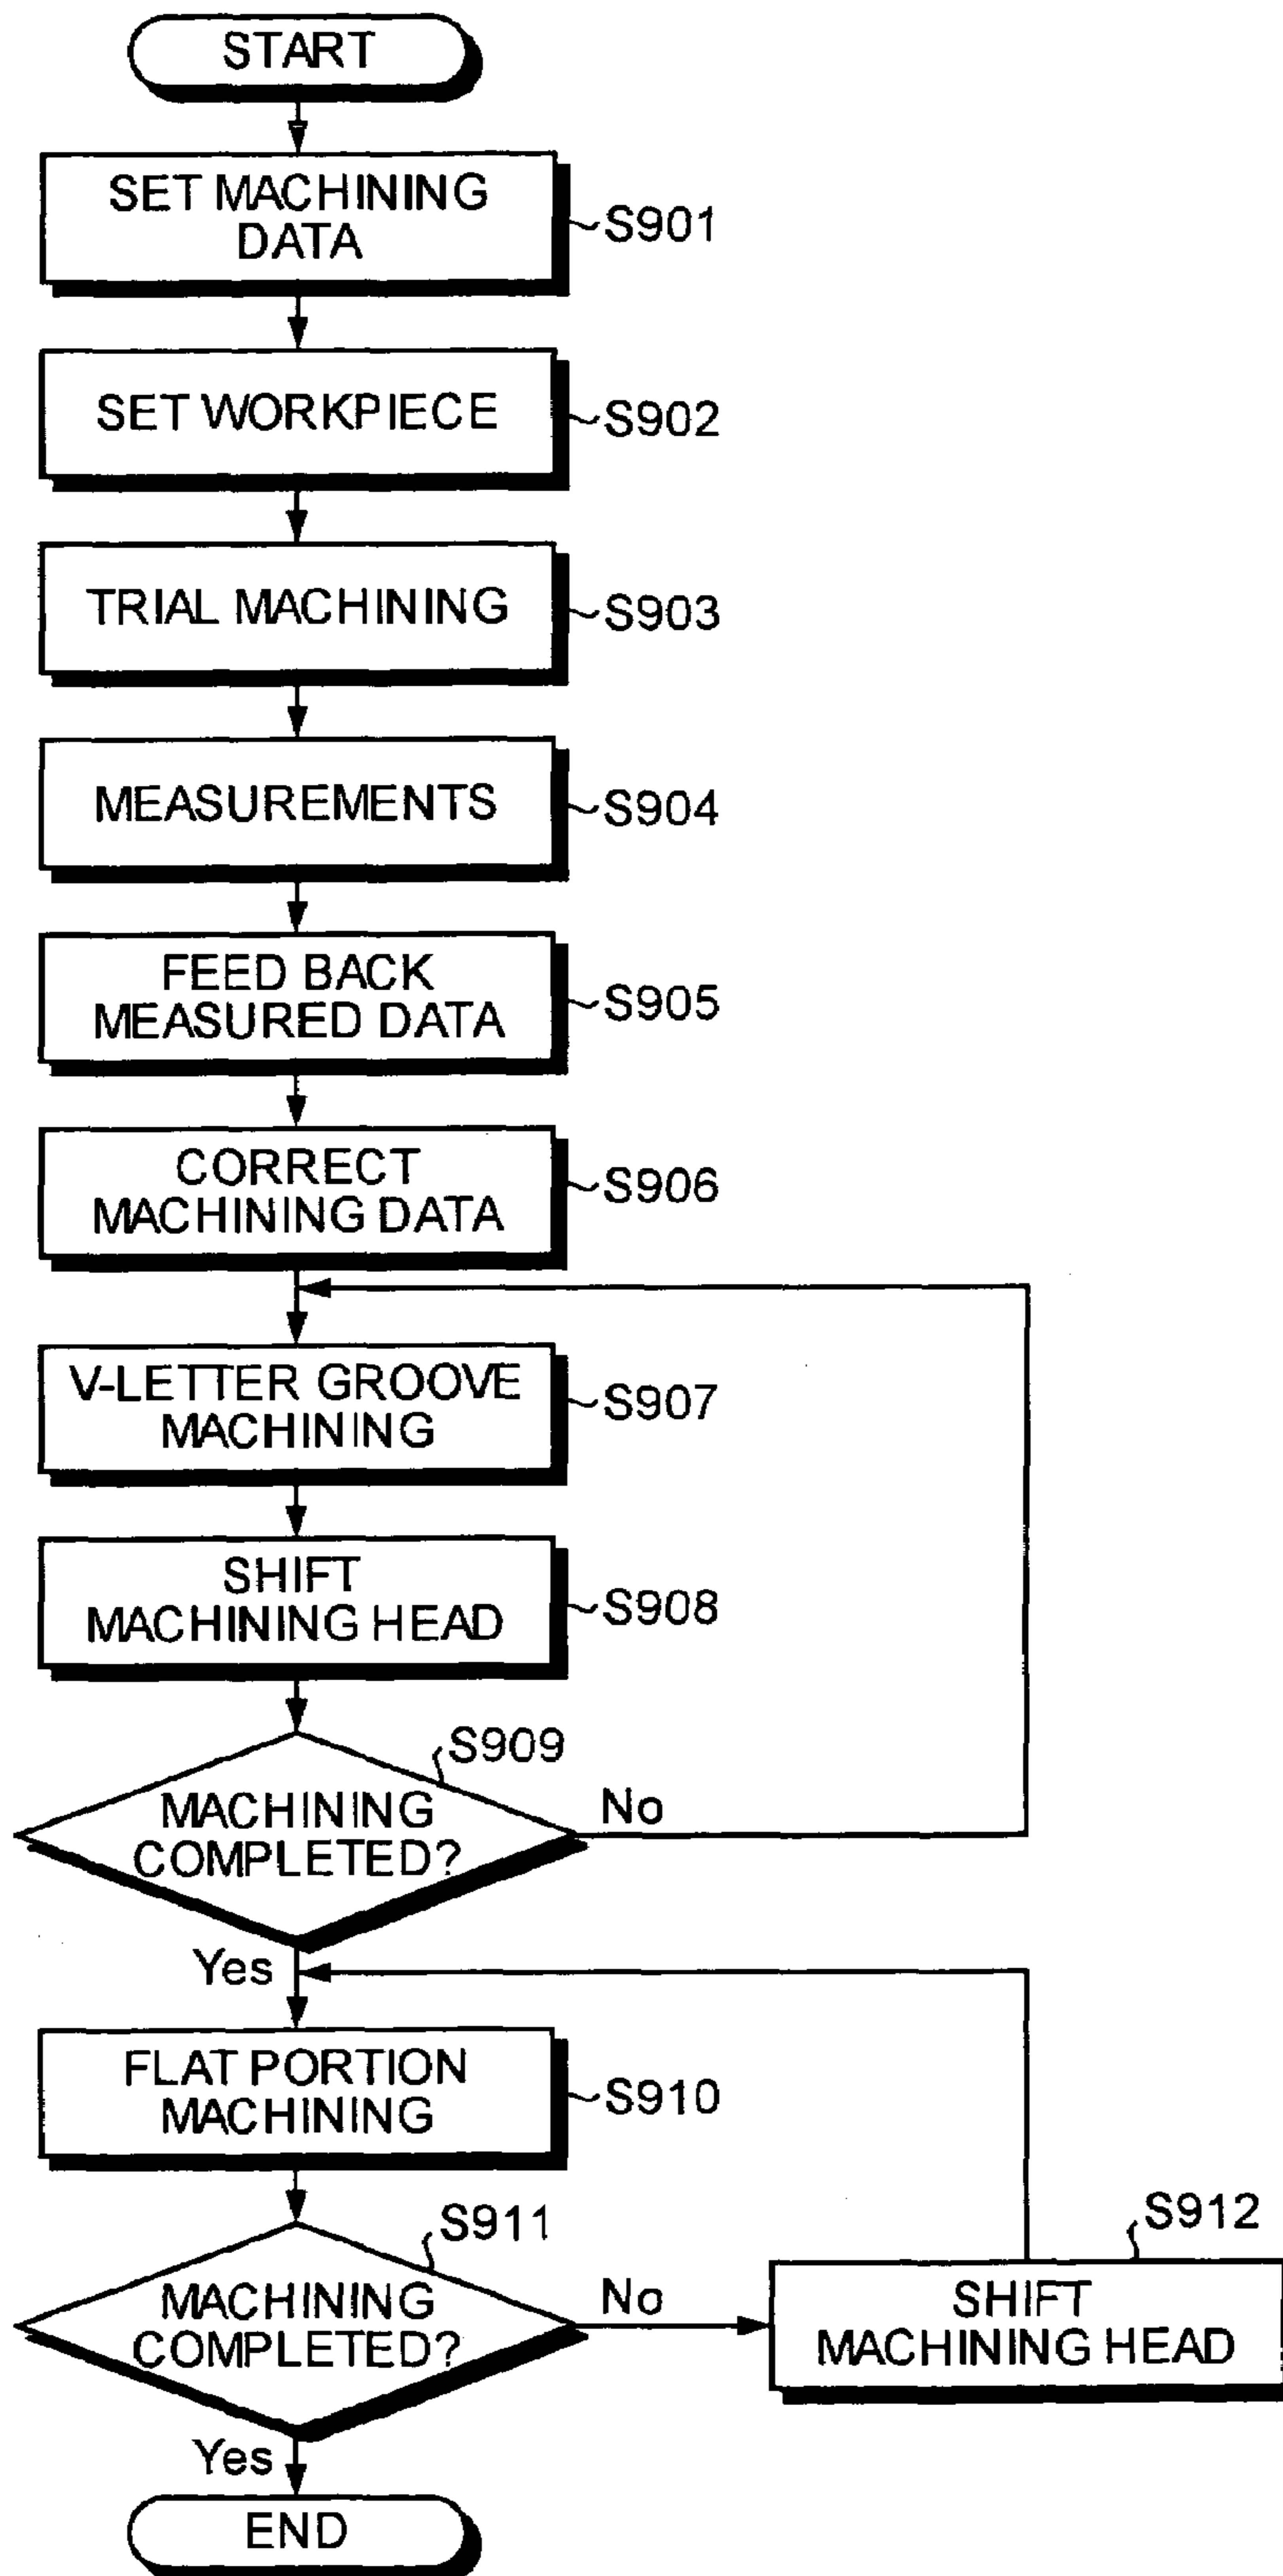 START
SET MACHINING
DATA
S901
SET WORKPIECE
S902
TRIAL MACHINING
S903
MEASUREMENTS
S904
FEED BACK
MEASURED DATA
S905
CORRECT
MACHINING DATA
S906
V-LETTER GROOVE
MACHINING
S907
SHIFT
MACHINING HEAD
S908
S909
MACHINING
COMPLETED?
No
Yes
FLAT PORTION
MACHINING
S910
S911
MACHINING
COMPLETED?
No
S912
SHIFT
MACHINING HEAD
Yes
END